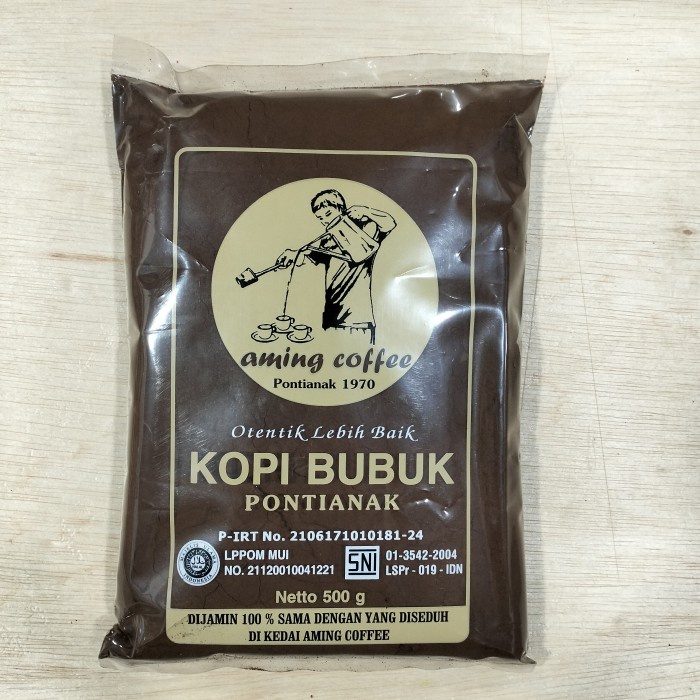 aming coffee
Pontianak 1970
Otentik Lebih Baik
KOPI BUBUK
PONTIANAK
P-IRT No. 2106171010181-24
LPPOM MUI
NO. 21120010041221
SNI
01-3542-2004
LSPr - 019 - IDN
Netto 500 g
DIJAMIN 100 % SAMA DENGAN YANG DISEDUH
DI KEDAI AMING COFFEE